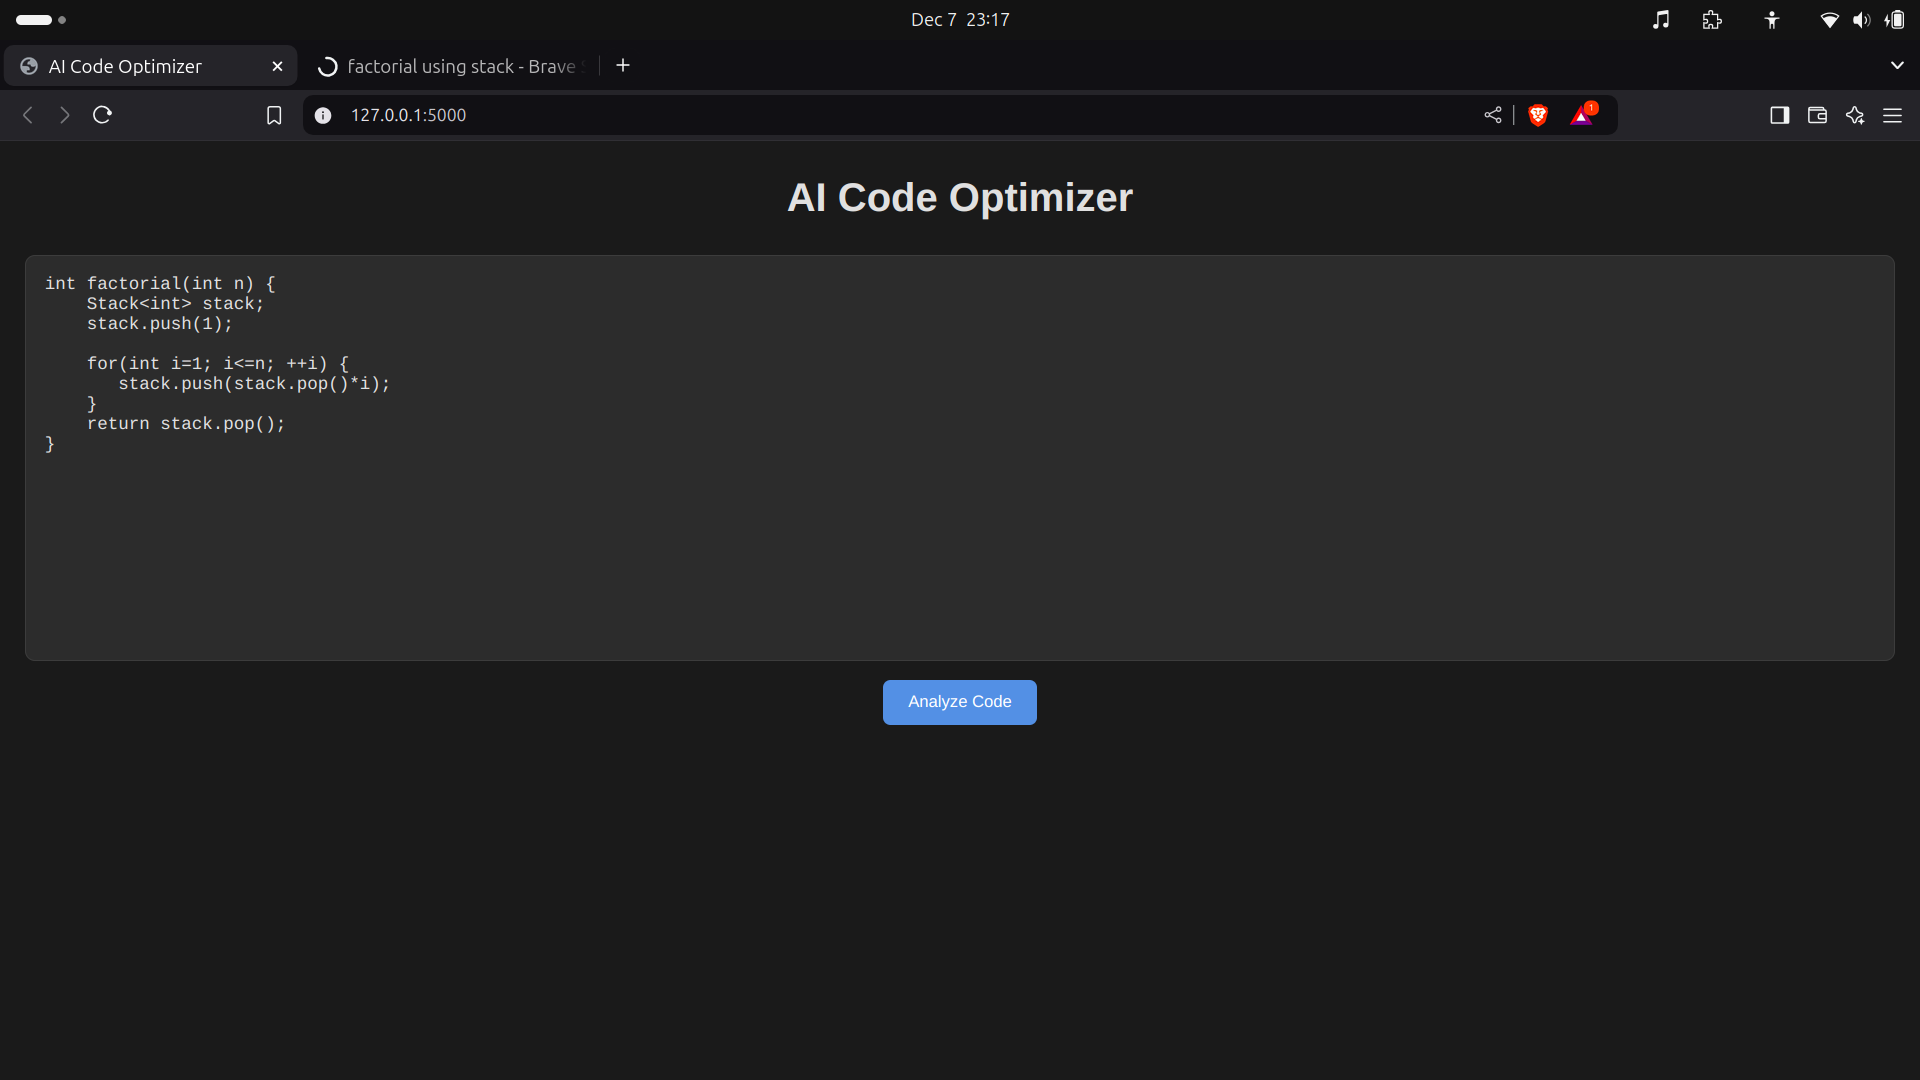 Dec 7 23:17
AI Code Optimizer
factorial using stack - Brave
127.0.0.1:5000
1
AI Code Optimizer
int factorial(int n) {
    Stack<int> stack;
    stack.push(1);

    for(int i=1; i<=n; ++i) {
       stack.push(stack.pop()*i);
    }
    return stack.pop();
}
Analyze Code